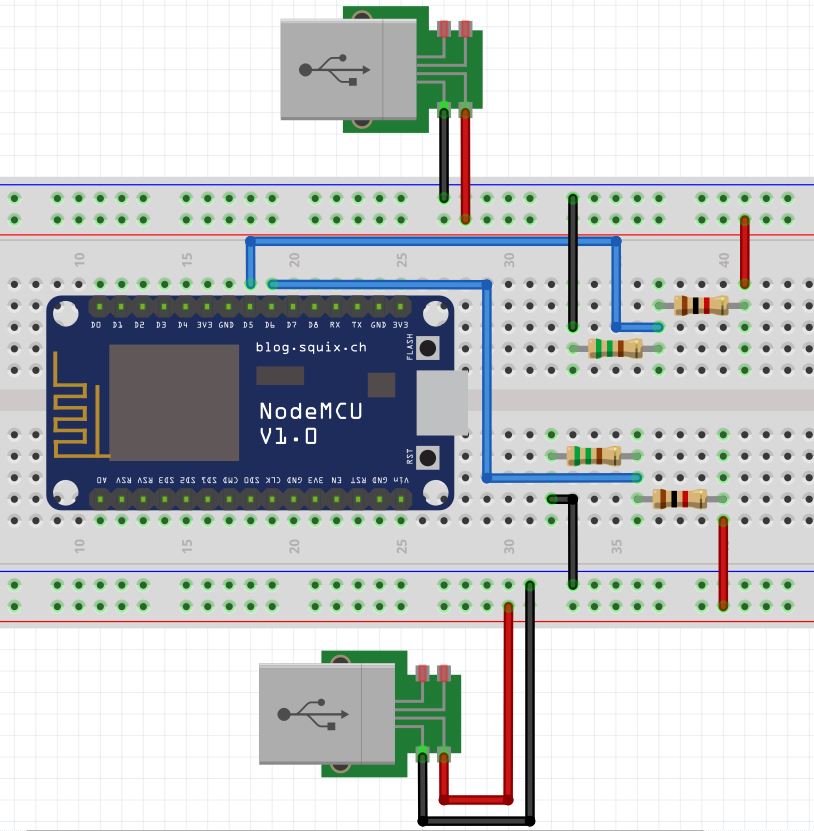 10 15 20 25 30 35 40
D0 D1 D2 D3 D4 3V3 GND D5 D6 D7 D8 RX TX GND 3V3
FLASH
blog.squix.ch
NodeMCU
V1.0
RST
A0 RSV RSV SD3 SD2 SD1 CMD SD0 CLK GND 3V3 EN RST GND Vin
10 15 20 25 30 35